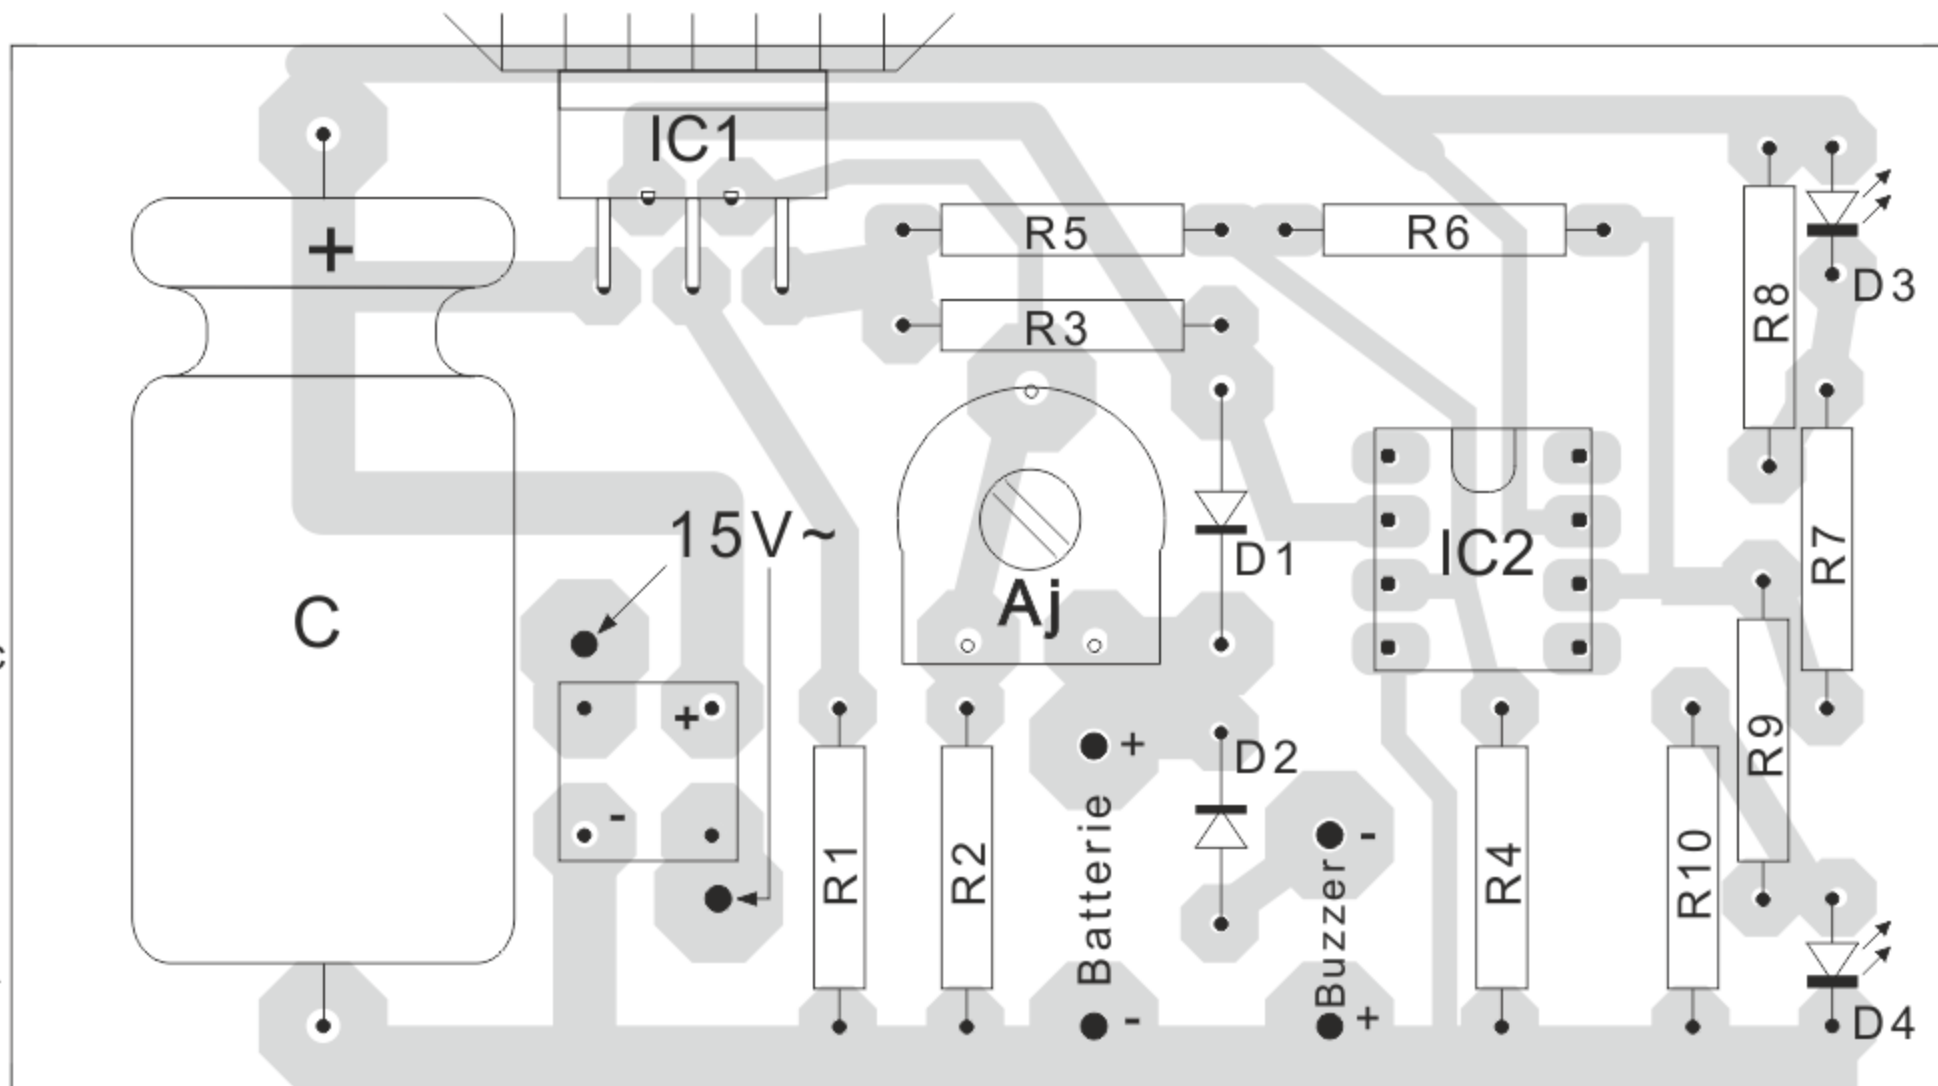 IC1
+
R5
R6
R3
R8
D3
15V~
D1
IC2
R7
C
Aj
+
-
+
D2
R9
Batterie
Buzzer
-
R1
R2
R4
R10
-
+
D4